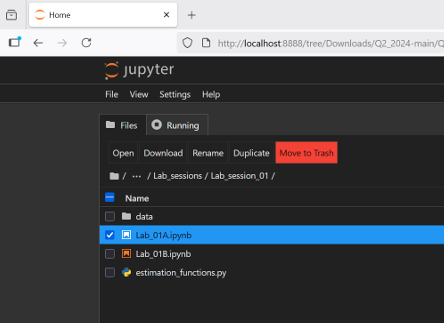 Home
http://localhost:8888/tree/Downloads/Q2_2024-main/Q
jupyter
File View Settings Help
Files Running
Open Download Rename Duplicate Move to Trash
/ ··· / Lab_sessions / Lab_session_01 /
Name
data
Lab_01A.ipynb
Lab_01B.ipynb
estimation_functions.py